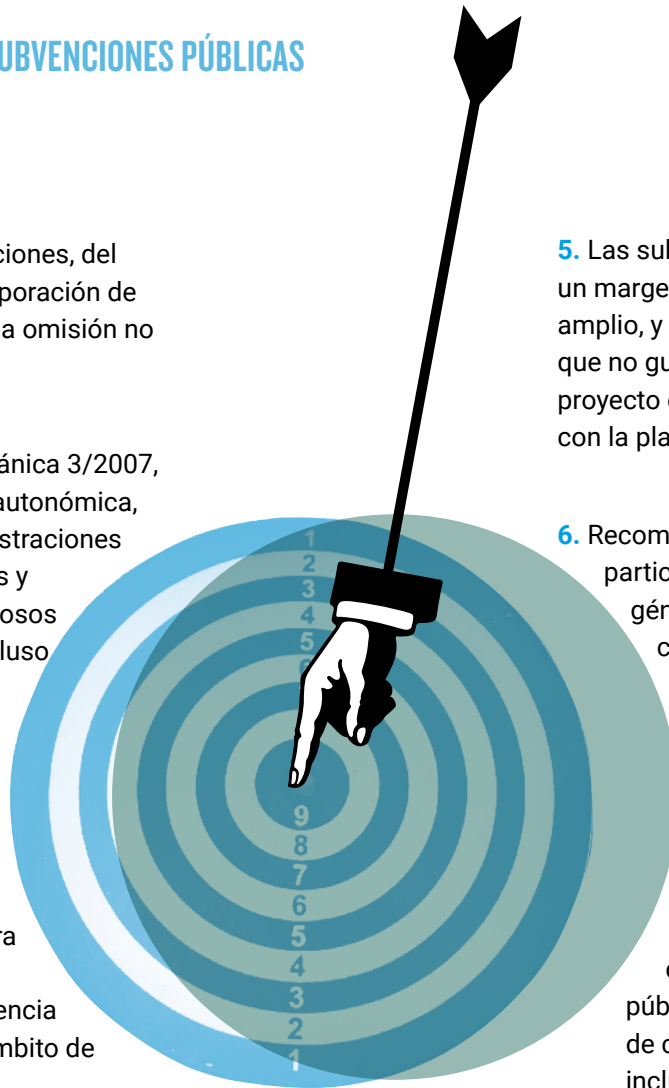 UBVENCIONES PÚBLICAS
ciones, del
poración de
a omisión no
ánica 3/2007,
autonómica,
straciones
s y
osos
luso
ra
encia
mbito de
1
2
3
4
5
9
8
7
6
5
4
3
2
1
5. Las sul
un marge
amplio, y
que no gu
proyecto
con la pla
6. Recom
partic
gén
c
púb
de c
incl